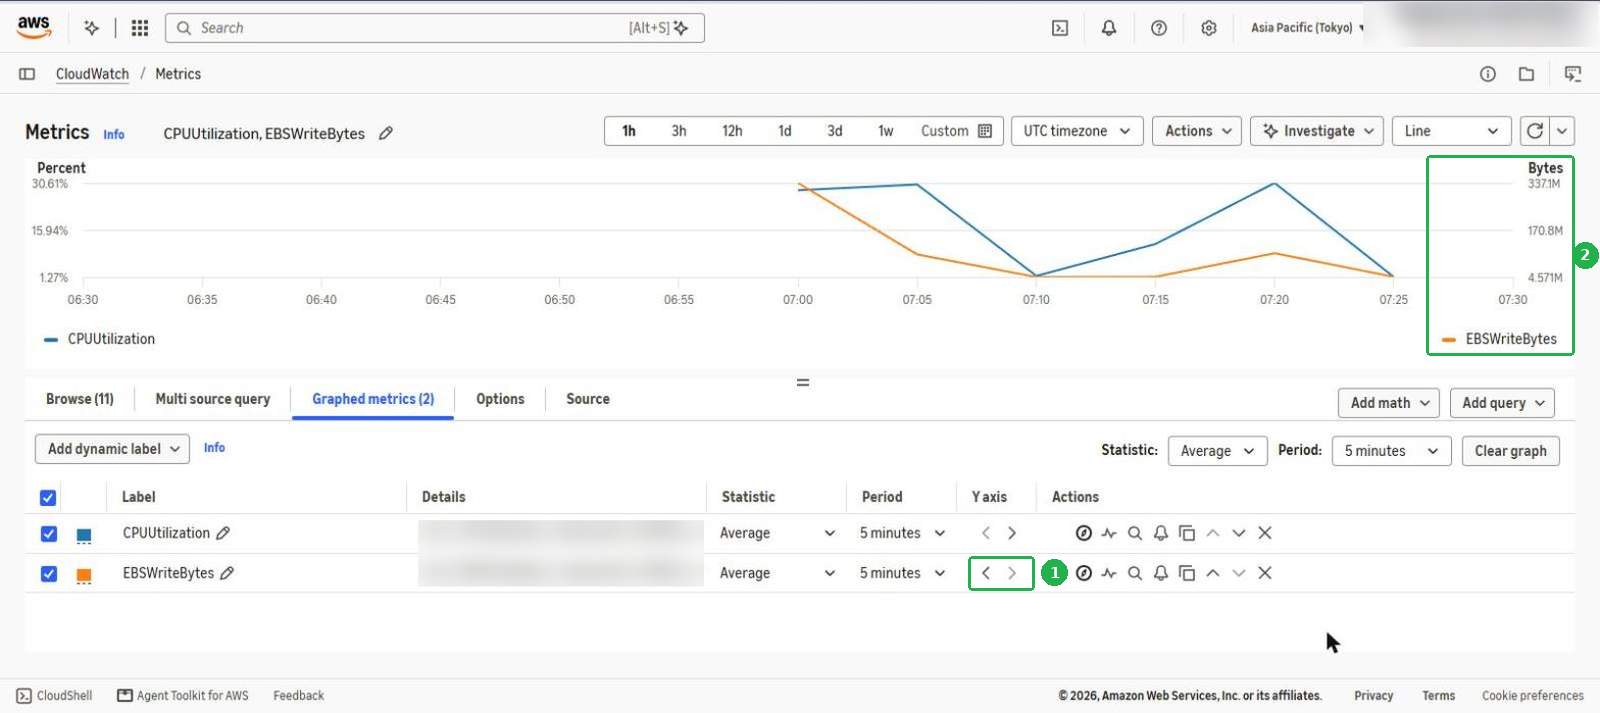 aws
Search [Alt+S]
Asia Pacific (Tokyo)
CloudWatch / Metrics
Metrics Info CPUUtilization, EBSWriteBytes
1h 3h 12h 1d 3d 1w Custom UTC timezone Actions Investigate Line
Percent Bytes
30.61% 337.1M
15.94% 170.8M
1.27% 4.571M
2
06:30 06:35 06:40 06:45 06:50 06:55 07:00 07:05 07:10 07:15 07:20 07:25 07:30
CPUUtilization EBSWriteBytes
Browse (11) Multi source query Graphed metrics (2) Options Source Add math Add query
Add dynamic label Info Statistic: Average Period: 5 minutes Clear graph
Label Details Statistic Period Y axis Actions
CPUUtilization Average 5 minutes
EBSWriteBytes Average 5 minutes 1
CloudShell Agent Toolkit for AWS Feedback © 2026, Amazon Web Services, Inc. or its affiliates. Privacy Terms Cookie preferences